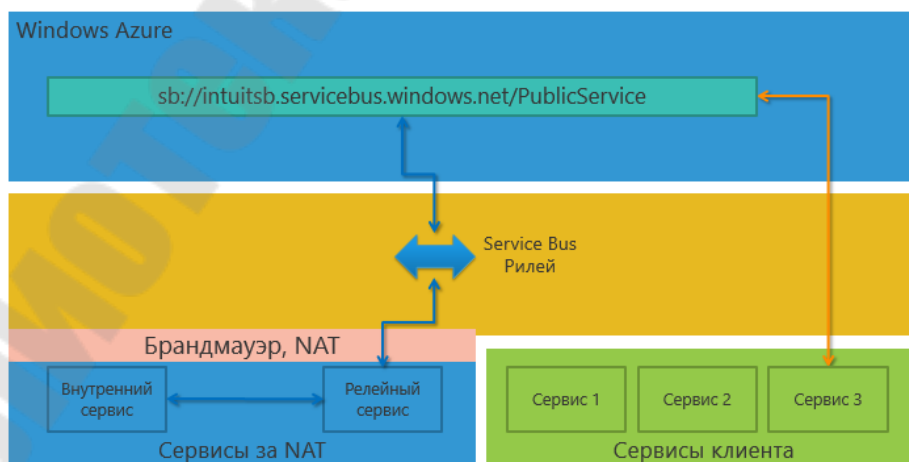 Windows Azure
sb://intuitsb.servicebus.windows.net/PublicService
Service Bus
Рилей
Брандмауэр, NAT
Внутренний
сервис
Релейный
сервис
Сервис 1
Сервис 2
Сервис 3
Сервисы за NAT
Сервисы клиента